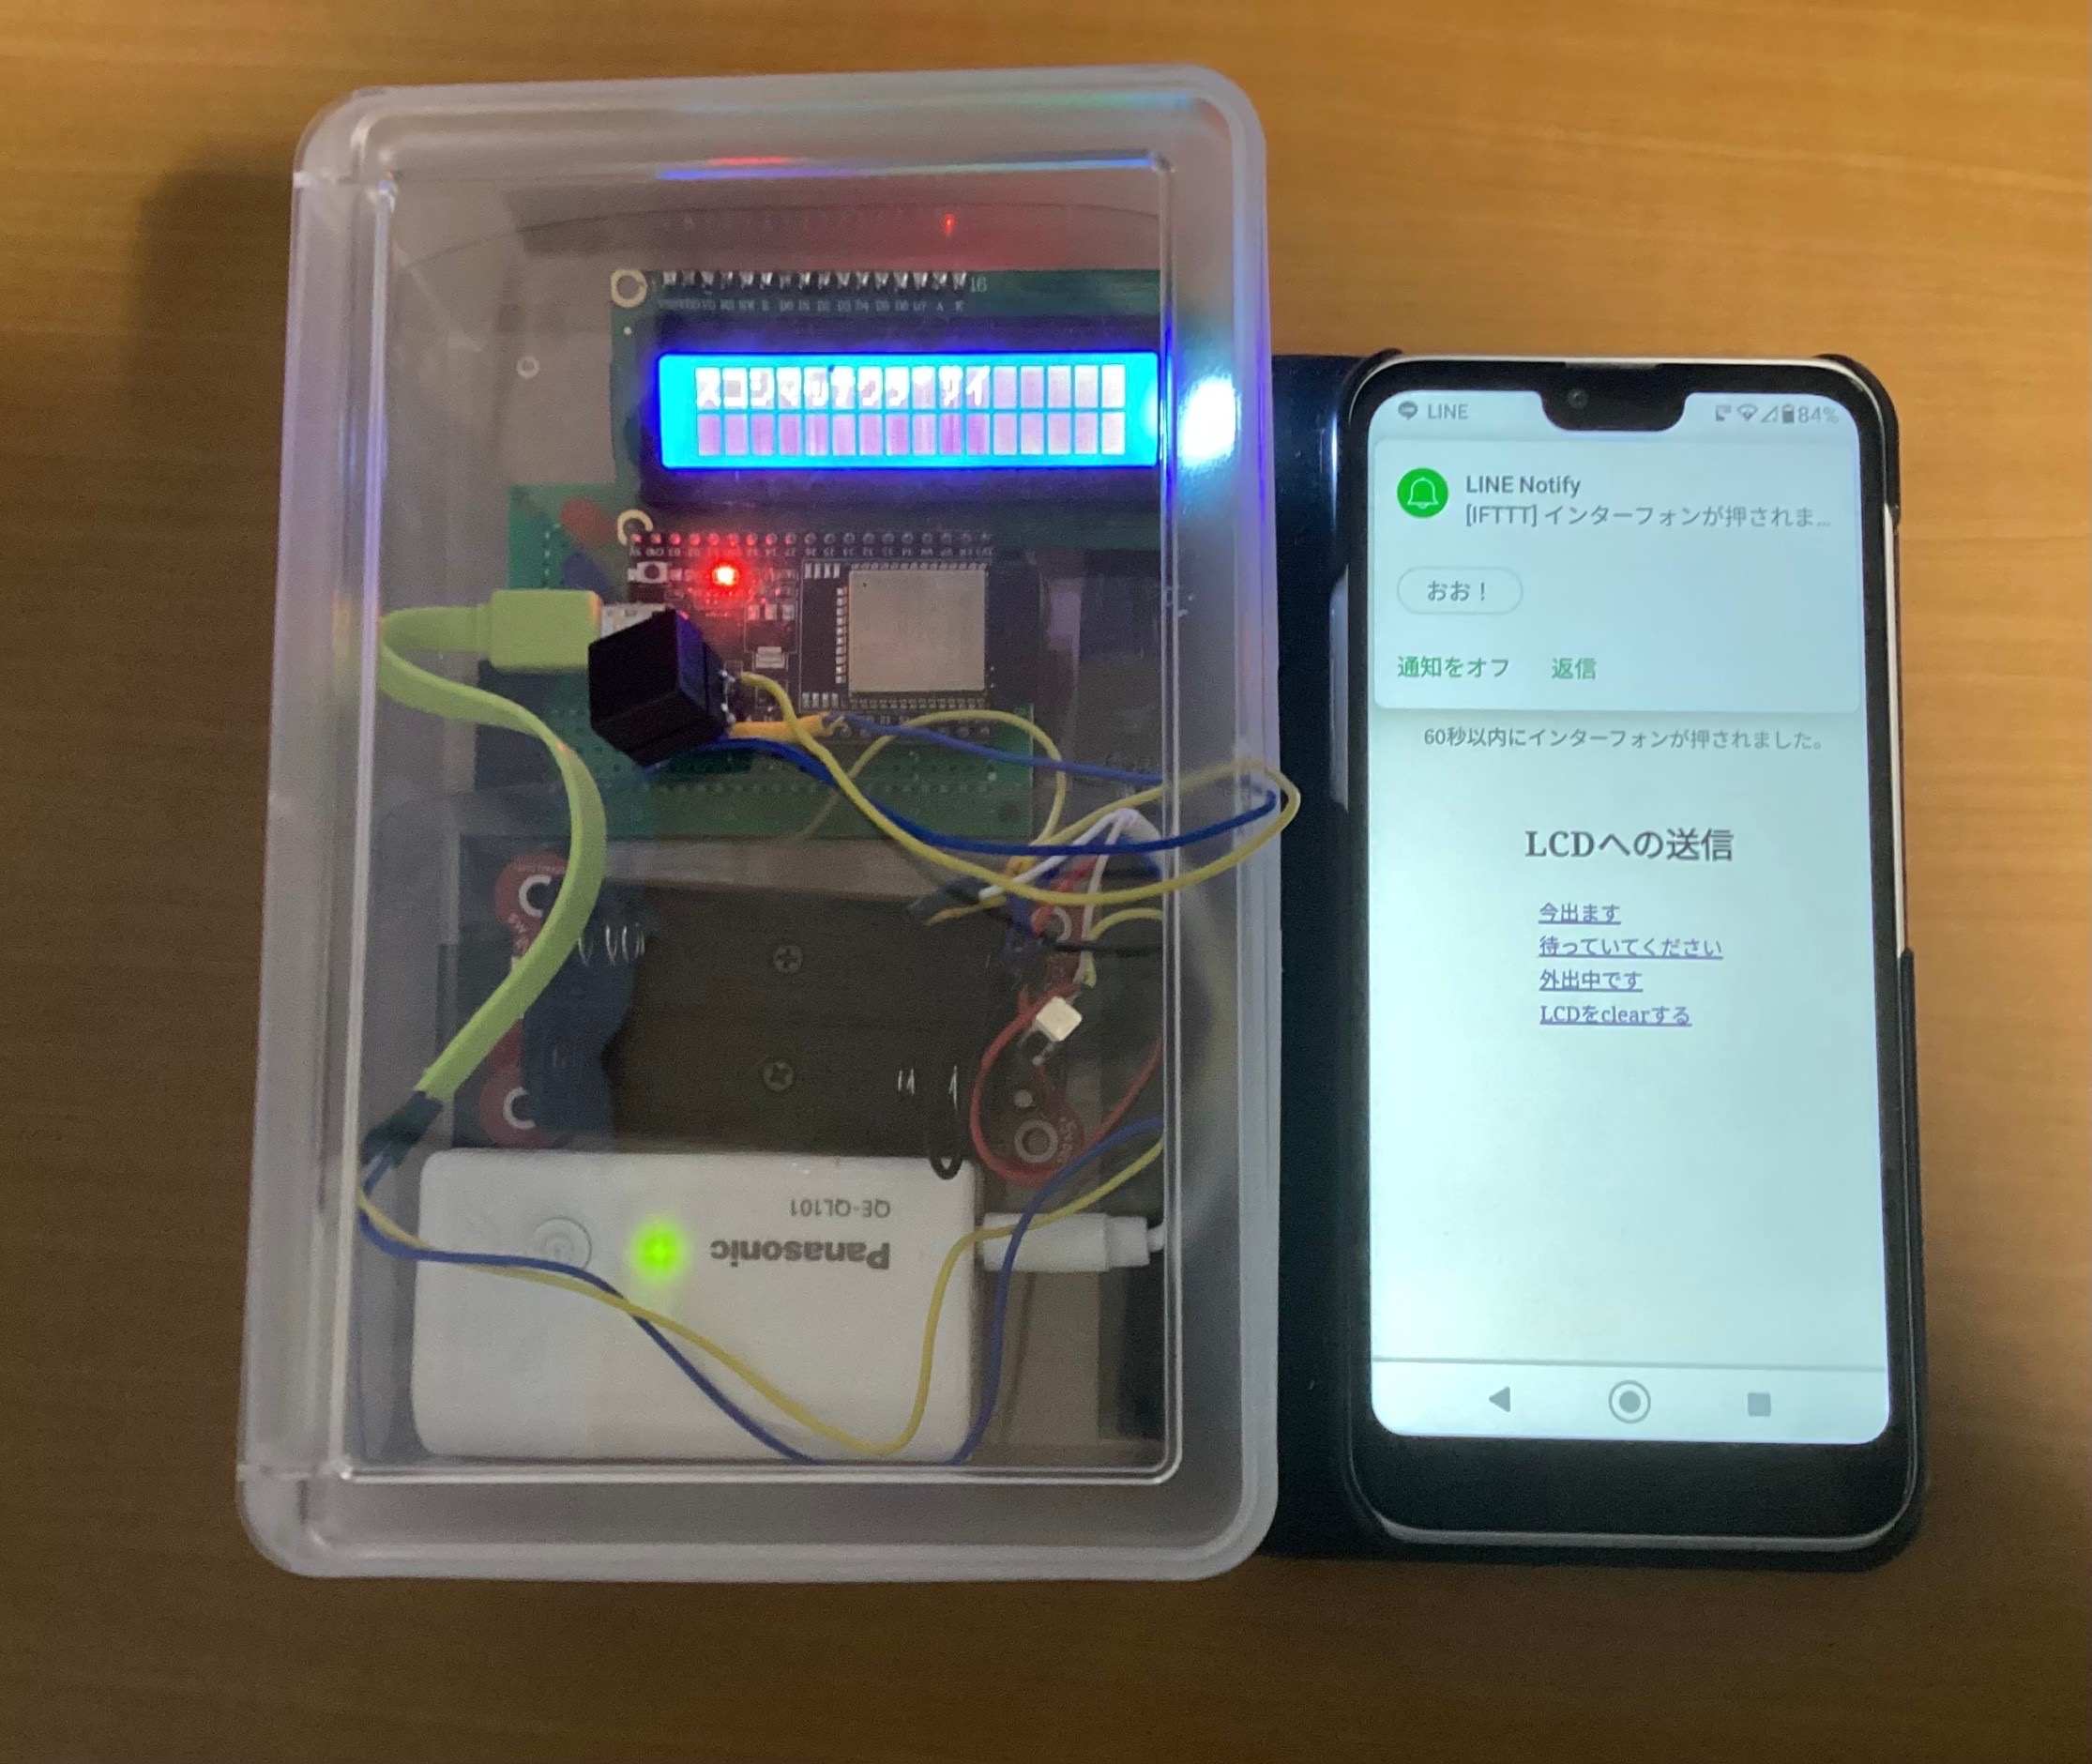 16
スコシマッテクダサイ
QE-QL101
Panasonic
LINE
84%
LINE Notify
[IFTTT] インターフォンが押されま...
おお！
通知をオフ 返信
60秒以内にインターフォンが押されました。
LCDへの送信
今出ます
待っていてください
外出中です
LCDをclearする